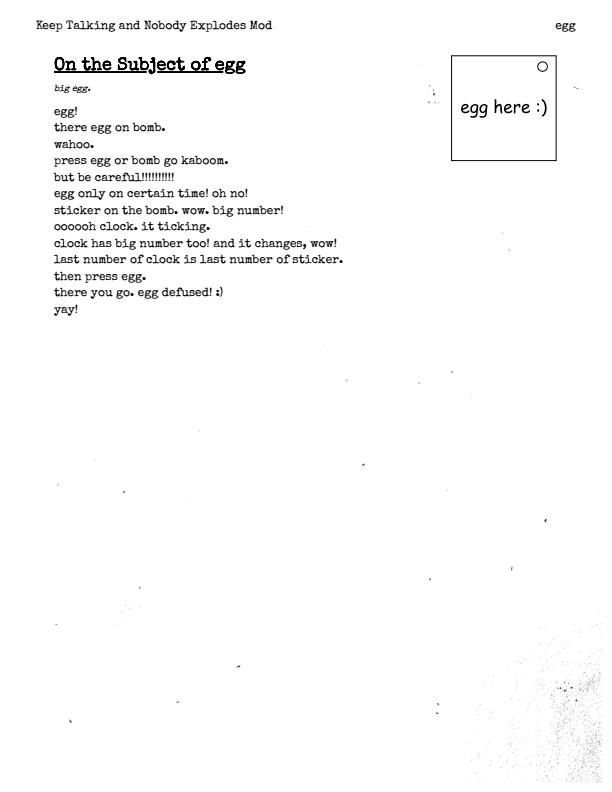 Keep Talking and Nobody Explodes Mod
egg
On the Subject of egg
big egg.
egg here :)
egg!
there egg on bomb.
wahoo.
press egg or bomb go kaboom.
but be careful!!!!!!!!!!
egg only on certain time! oh no!
sticker on the bomb. wow. big number!
oooooh clock. it ticking.
clock has big number too! and it changes, wow!
last number of clock is last number of sticker.
then press egg.
there you go. egg defused! :)
yay!